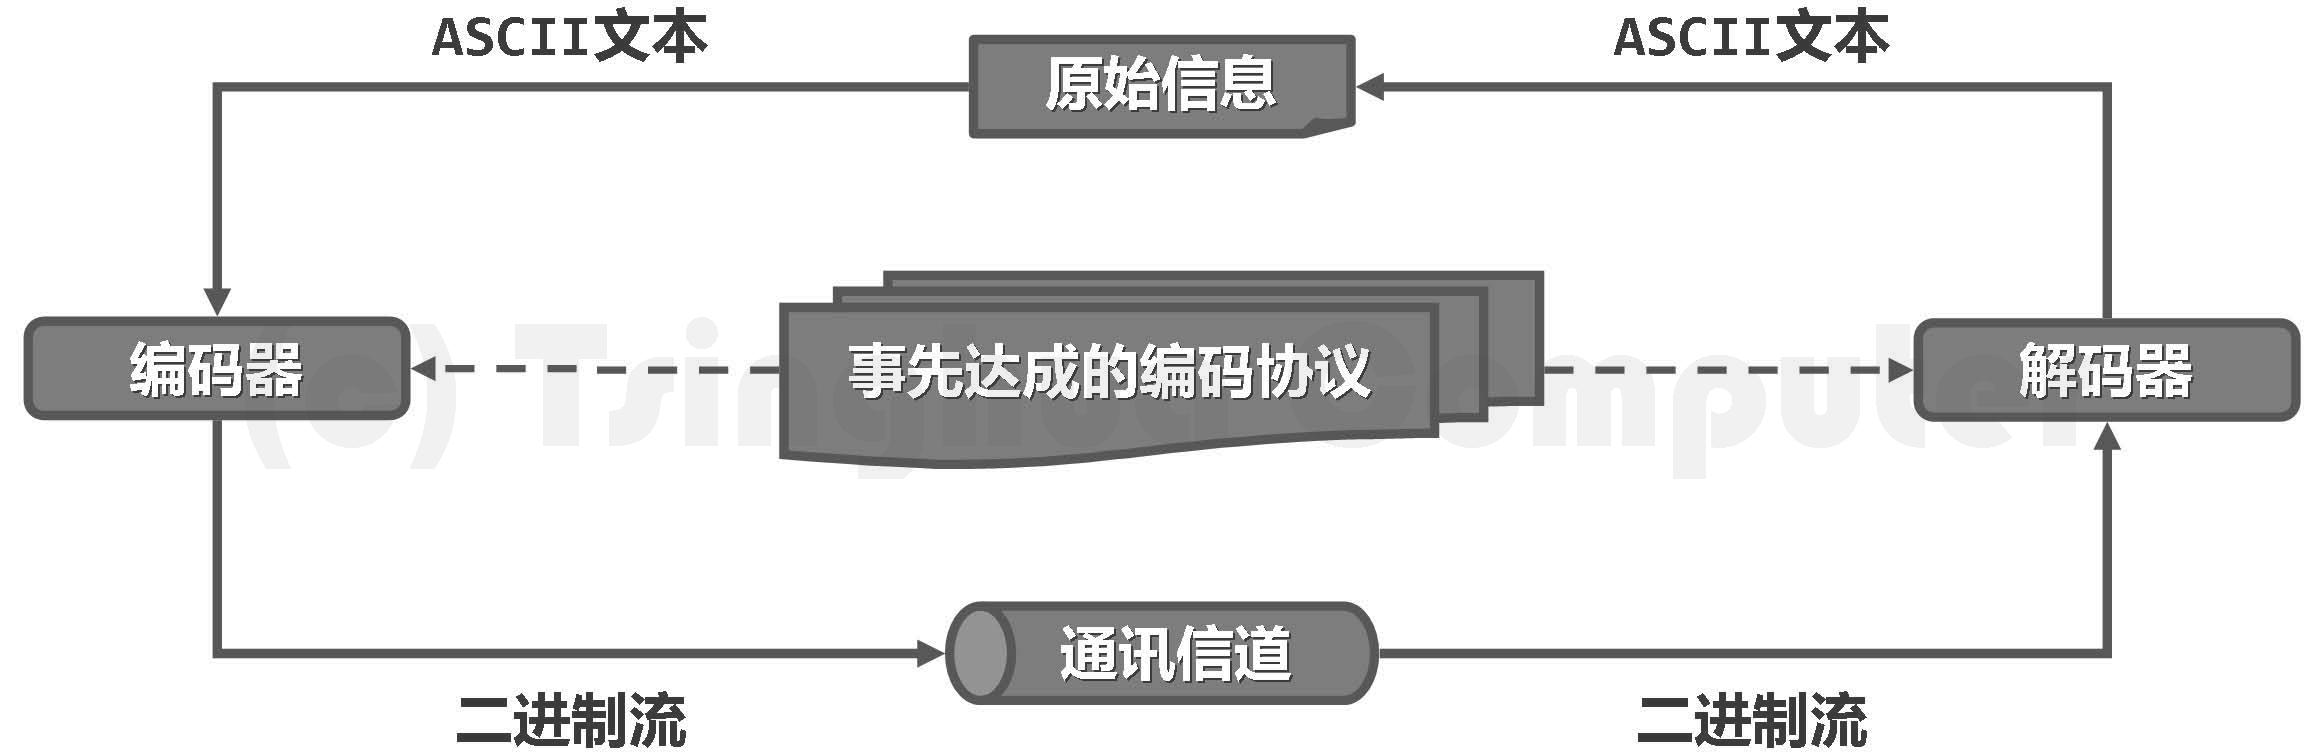 ASCII文本
ASCII文本
原始信息
编码器
事先达成的编码协议
解码器
(c) Tsinghua Computer
通讯信道
二进制流
二进制流